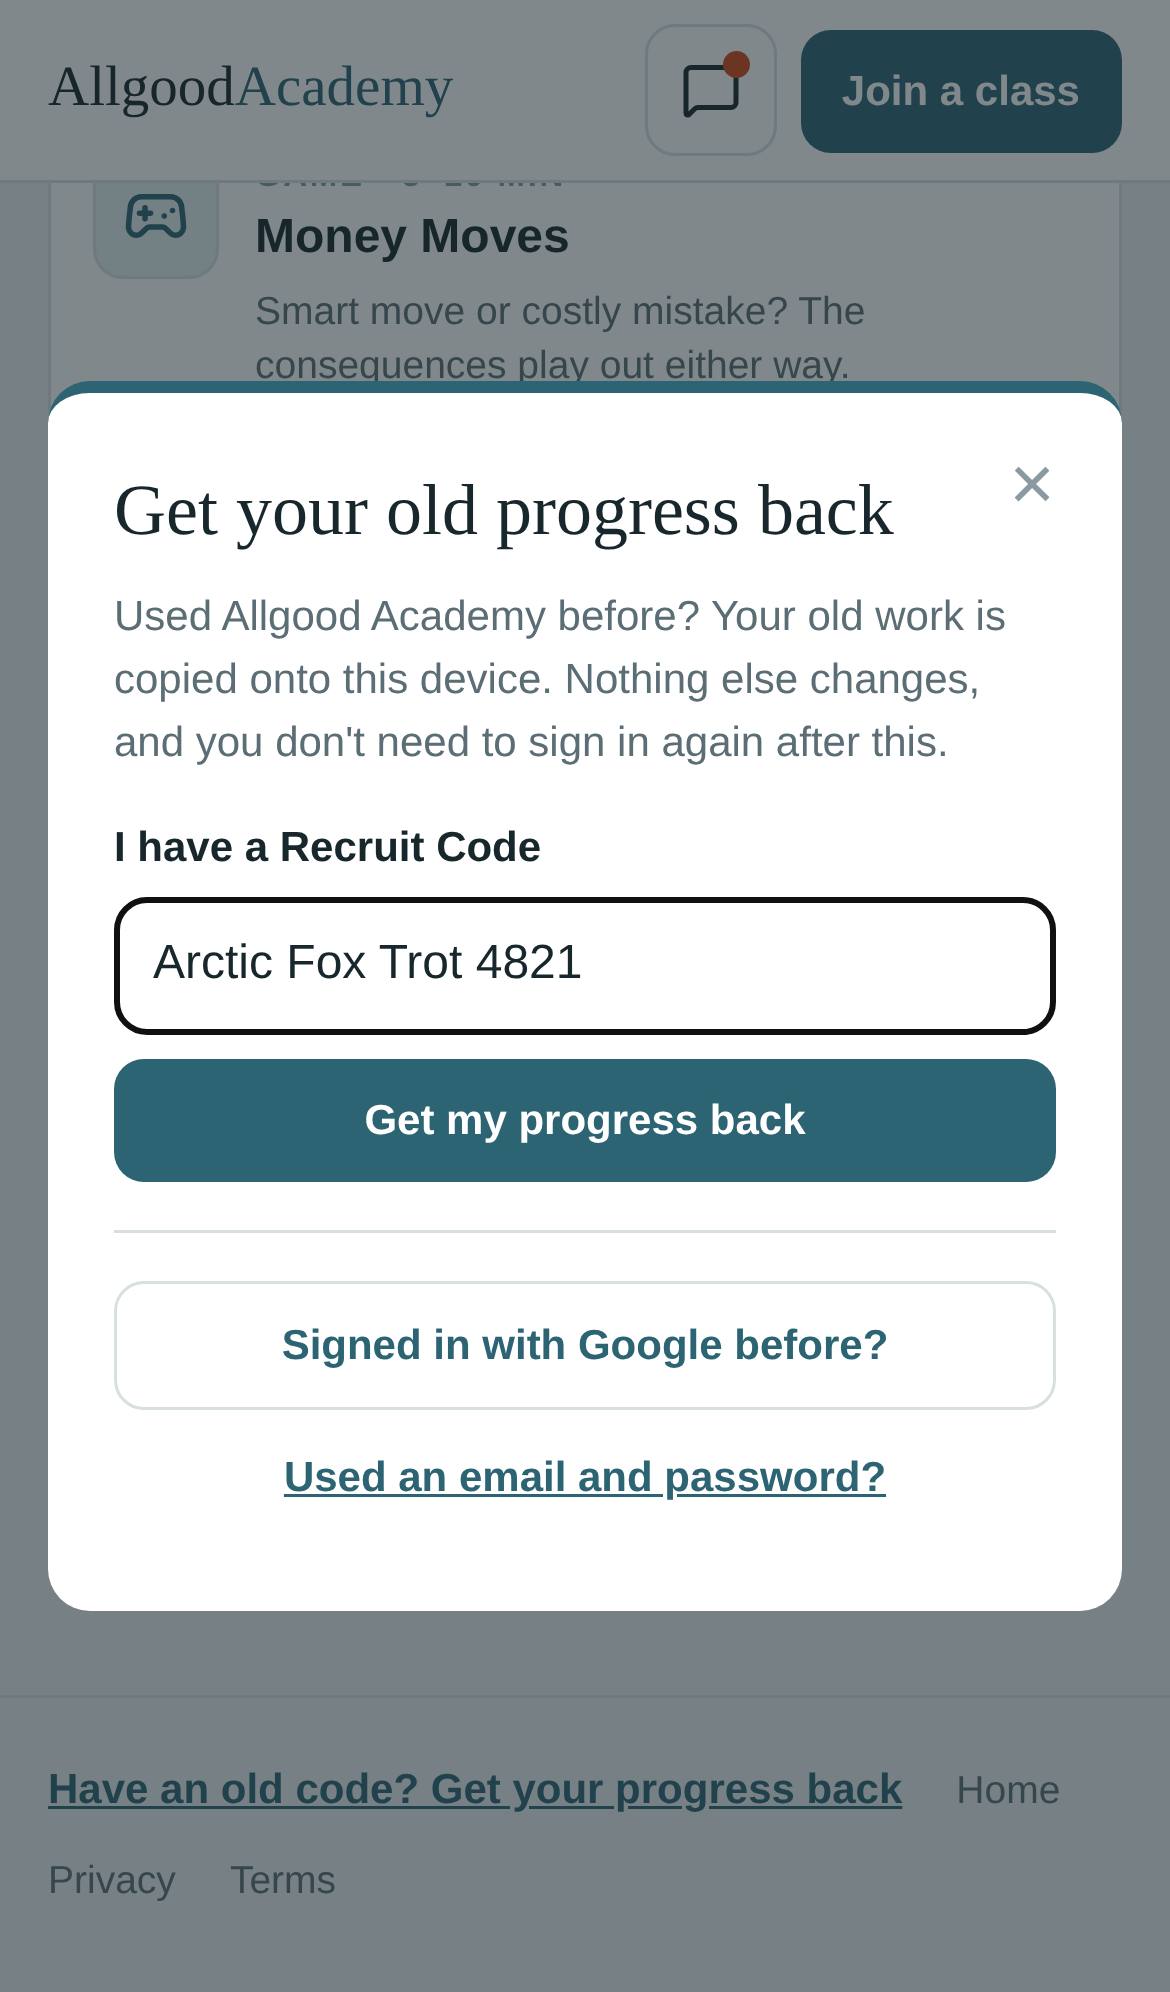 AllgoodAcademy
Join a class
Money Moves
Smart move or costly mistake? The
consequences play out either way.
Get your old progress back
Used Allgood Academy before? Your old work is
copied onto this device. Nothing else changes,
and you don't need to sign in again after this.
I have a Recruit Code
Arctic Fox Trot 4821
Get my progress back
Signed in with Google before?
Used an email and password?
Have an old code? Get your progress back Home
Privacy Terms